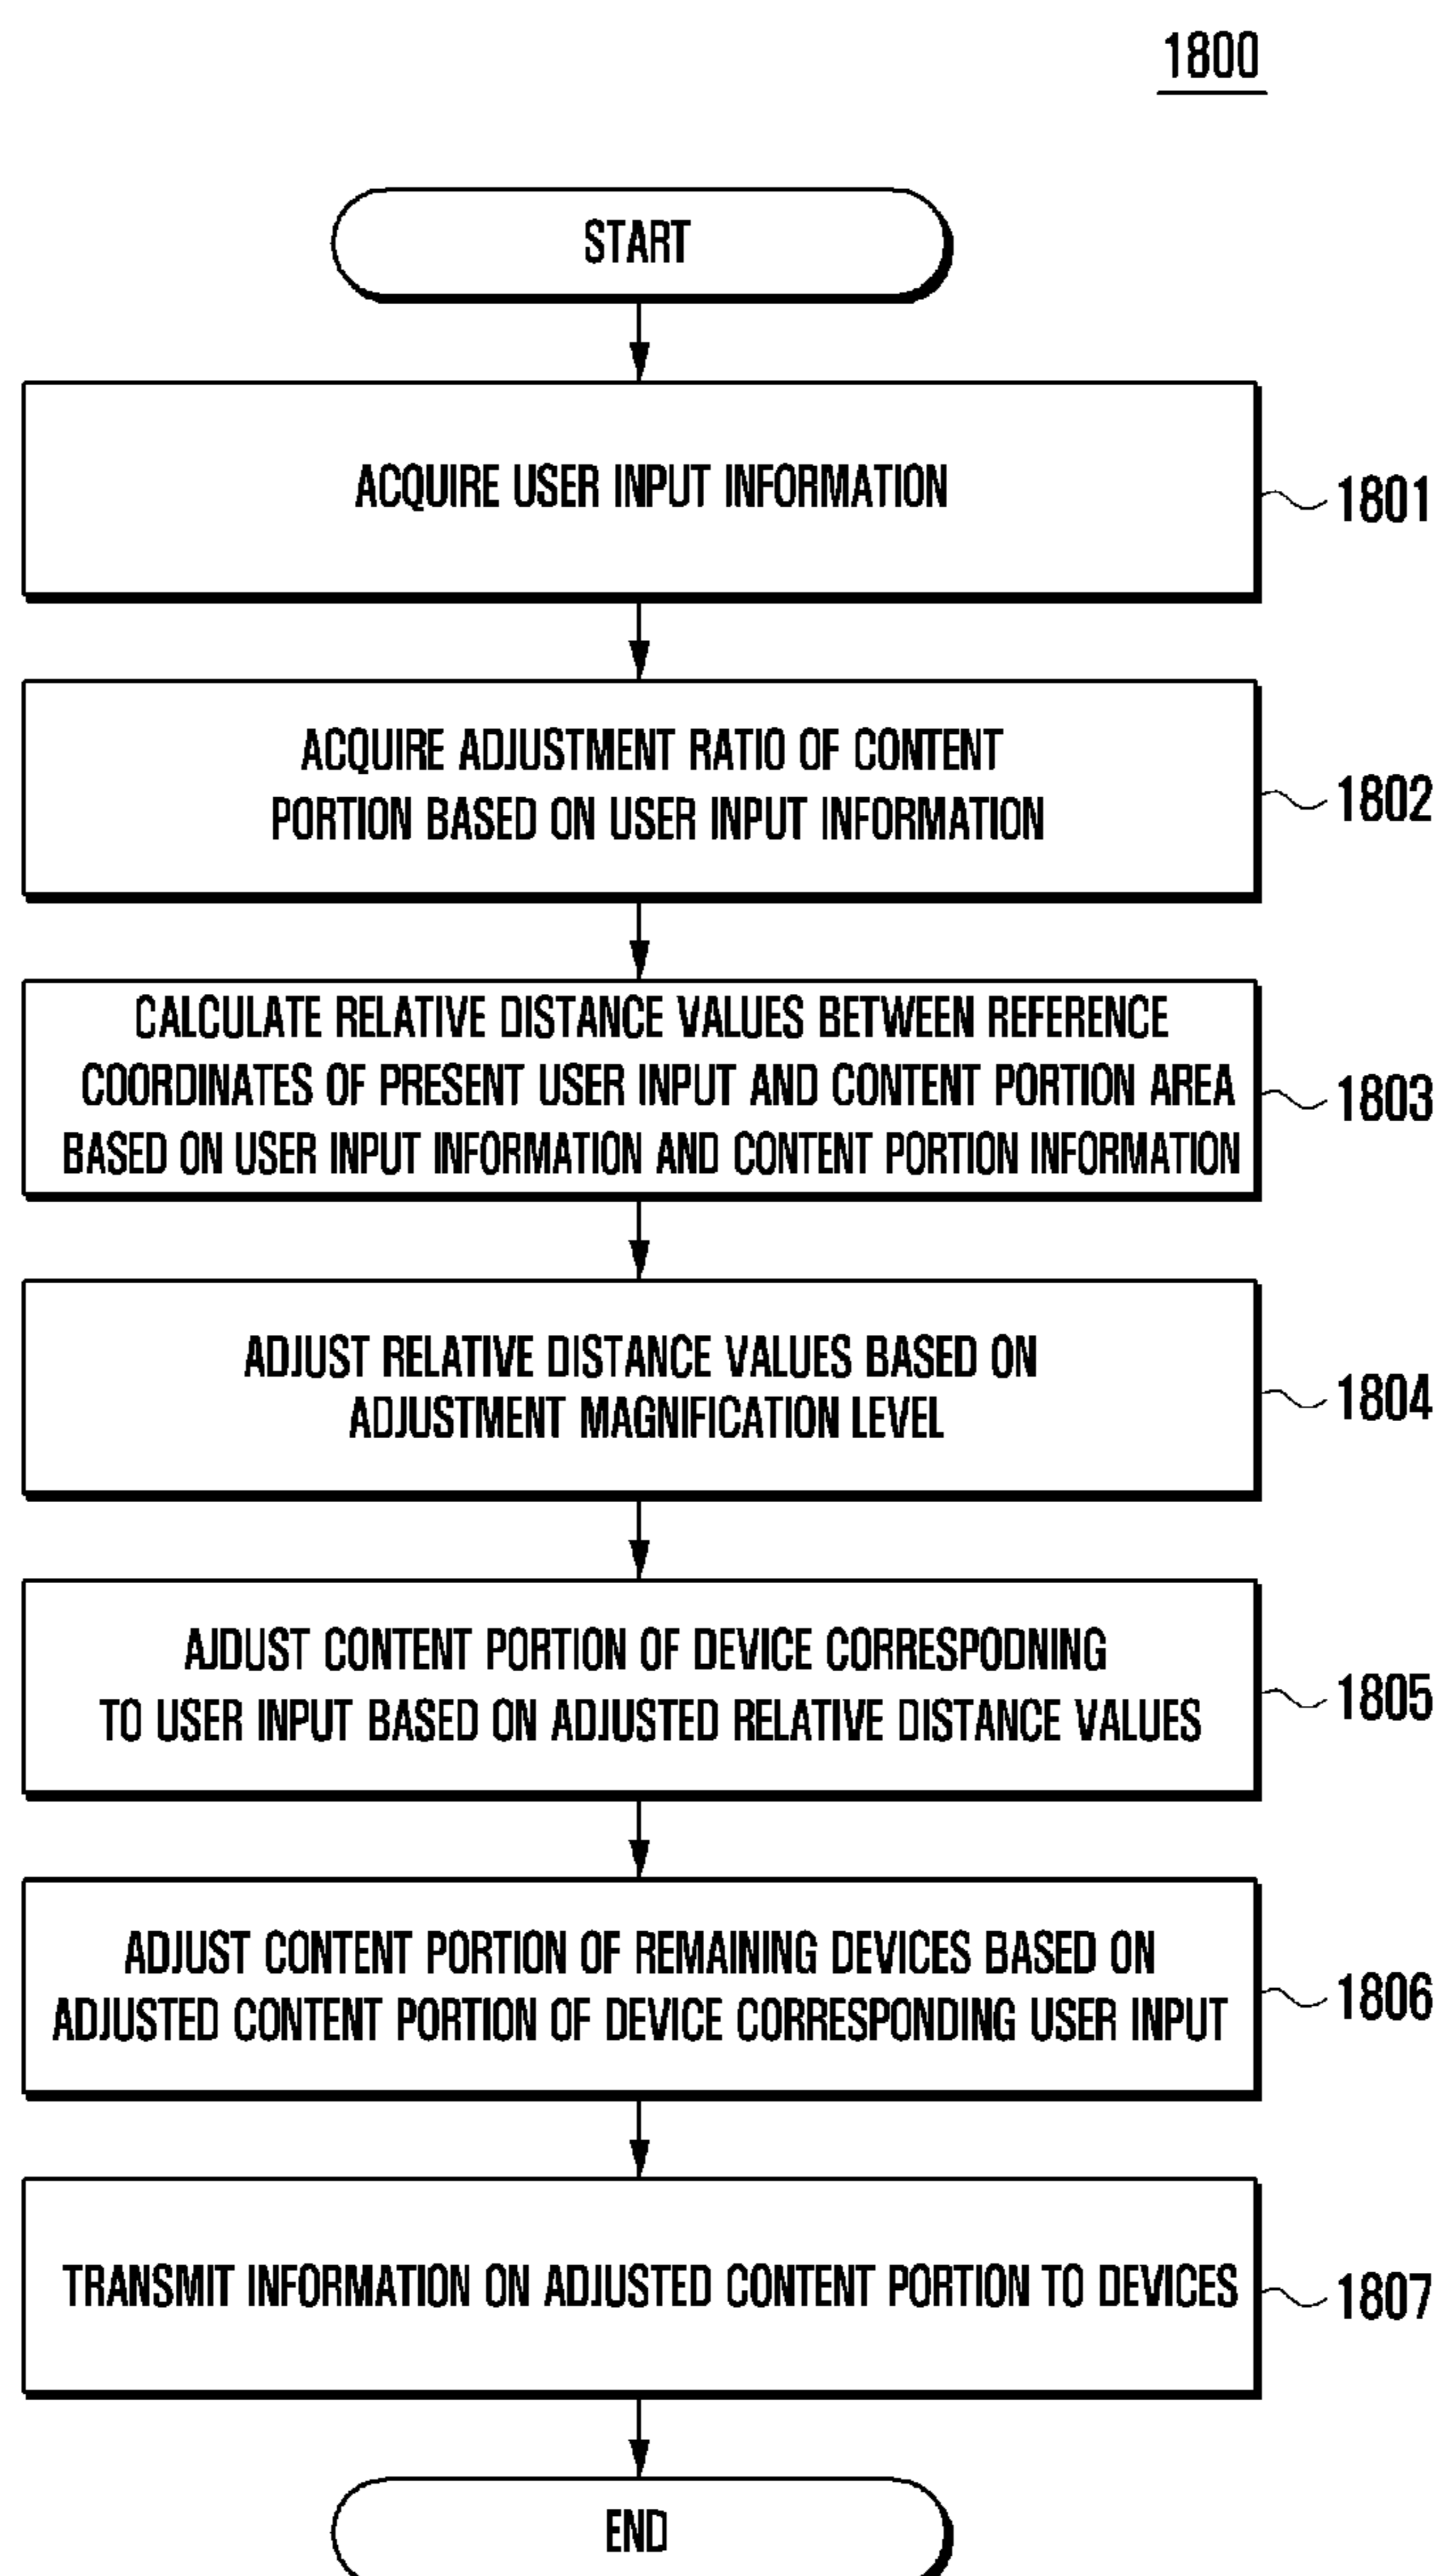 1800
START
ACQUIRE USER INPUT INFORMATION
1801
ACQUIRE ADJUSTMENT RATIO OF CONTENT
PORTION BASED ON USER INPUT INFORMATION
1802
CALCULATE RELATIVE DISTANCE VALUES BETWEEN REFERENCE
COORDINATES OF PRESENT USER INPUT AND CONTENT PORTION AREA
BASED ON USER INPUT INFORMATION AND CONTENT PORTION INFORMATION
1803
ADJUST RELATIVE DISTANCE VALUES BASED ON
ADJUSTMENT MAGNIFICATION LEVEL
1804
AJDUST CONTENT PORTION OF DEVICE CORRESPODNING
TO USER INPUT BASED ON ADJUSTED RELATIVE DISTANCE VALUES
1805
ADJUST CONTENT PORTION OF REMAINING DEVICES BASED ON
ADJUSTED CONTENT PORTION OF DEVICE CORRESPONDING USER INPUT
1806
TRANSMIT INFORMATION ON ADJUSTED CONTENT PORTION TO DEVICES
1807
END